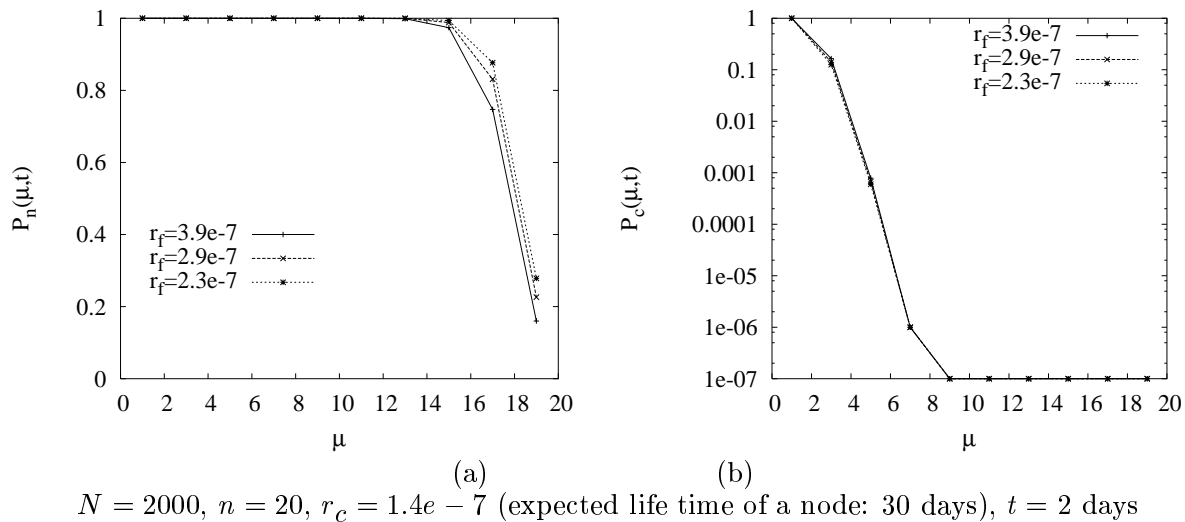 1
0.8
0.6
0.4
0.2
0
0 2 4 6 8 10 12 14 16 18 20
P_n(μ,t)
μ
r_f=3.9e-7
r_f=2.9e-7
r_f=2.3e-7
(a)
1
0.1
0.01
0.001
0.0001
1e-05
1e-06
1e-07
0 2 4 6 8 10 12 14 16 18 20
P_c(μ,t)
μ
r_f=3.9e-7
r_f=2.9e-7
r_f=2.3e-7
(b)
N = 2000, n = 20, r_c = 1.4e − 7 (expected life time of a node: 30 days), t = 2 days